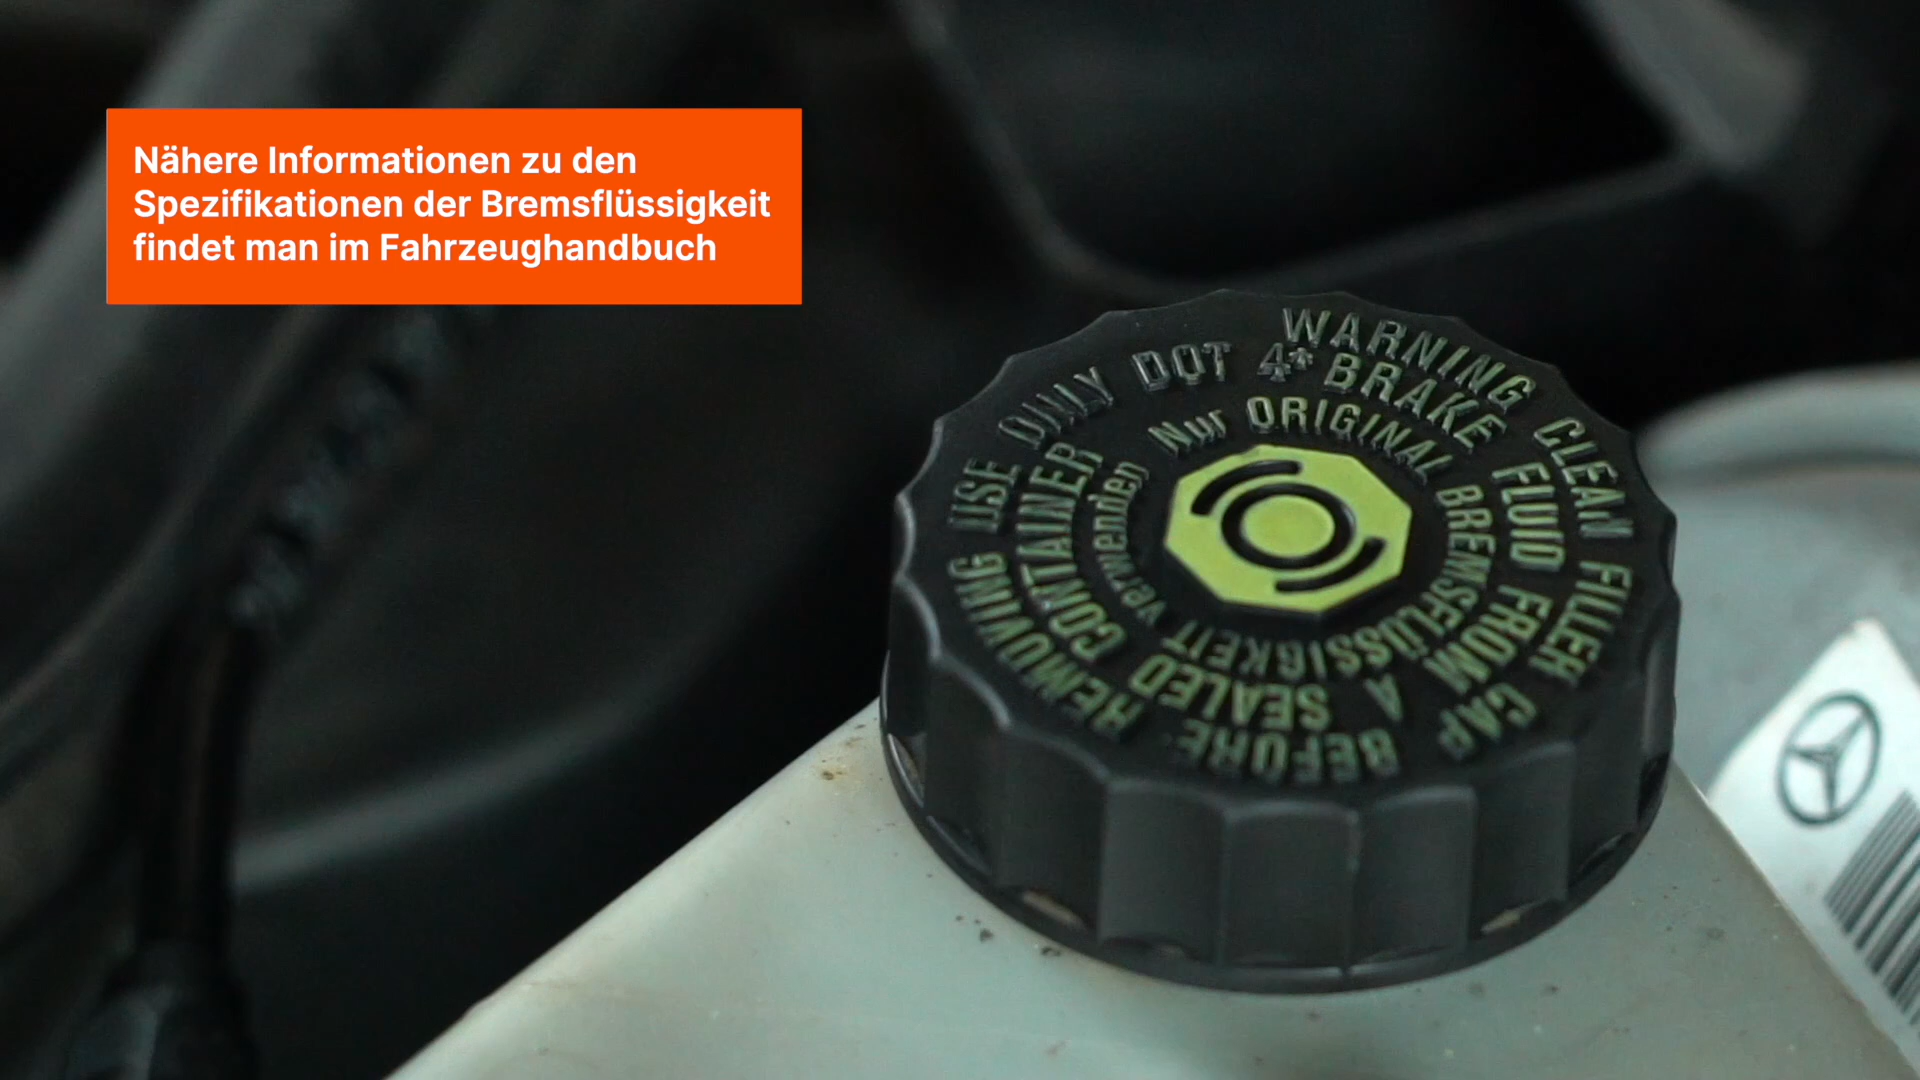 Nähere Informationen zu den
Spezifikationen der Bremsflüssigkeit
findet man im Fahrzeughandbuch
WARNING CLEAN FILLER CAP BEFORE REMOVING USE ONLY DOT 4*
BRAKE FLUID FROM A SEALED CONTAINER
Nur ORIGINAL BREMSFLÜSSIGKEIT verwenden